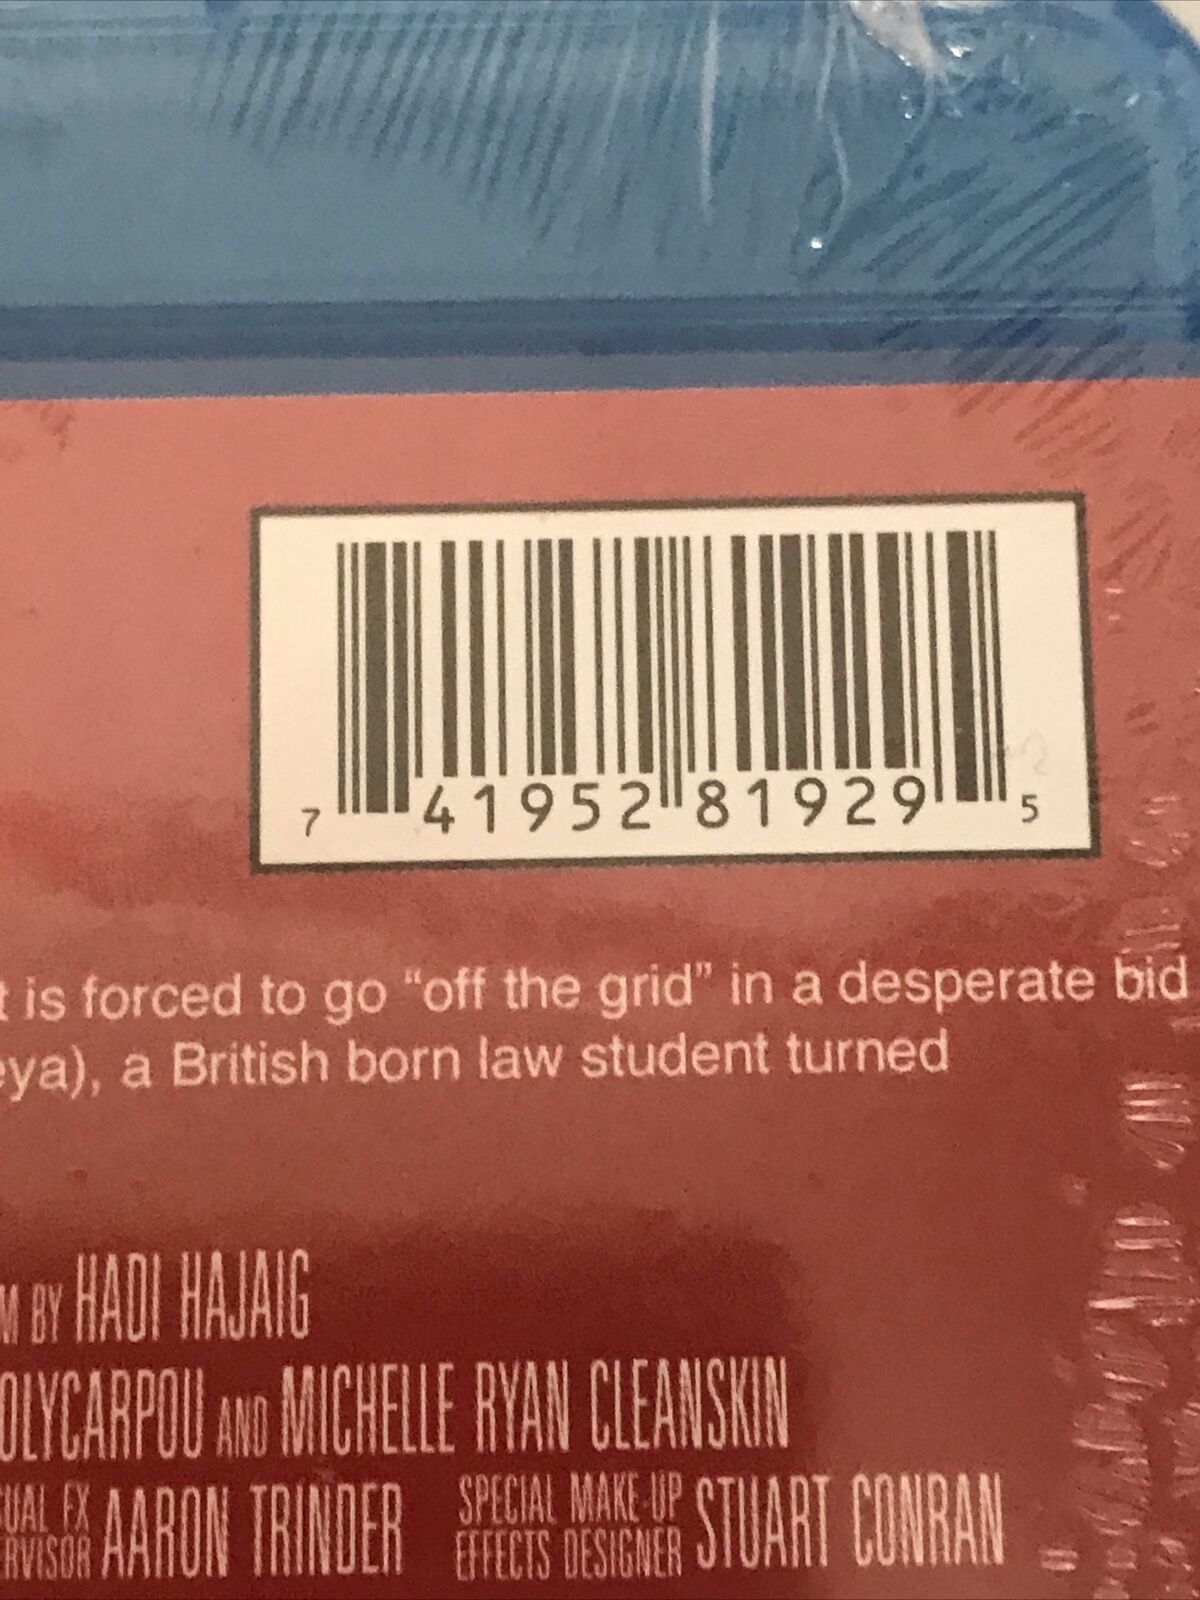 7 41952 81929 5
is forced to go “off the grid” in a desperate bid
eya), a British born law student turned
BY HADI HAJAIG
OLYCARPOU AND MICHELLE RYAN CLEANSKIN
UAL FX AARON TRINDER SPECIAL MAKE-UP STUART CONRAN
RVISOR EFFECTS DESIGNER